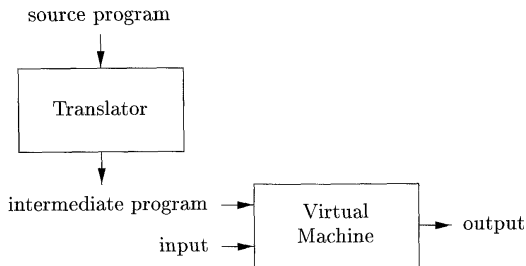 source program
Translator
intermediate program
input
Virtual
Machine
output